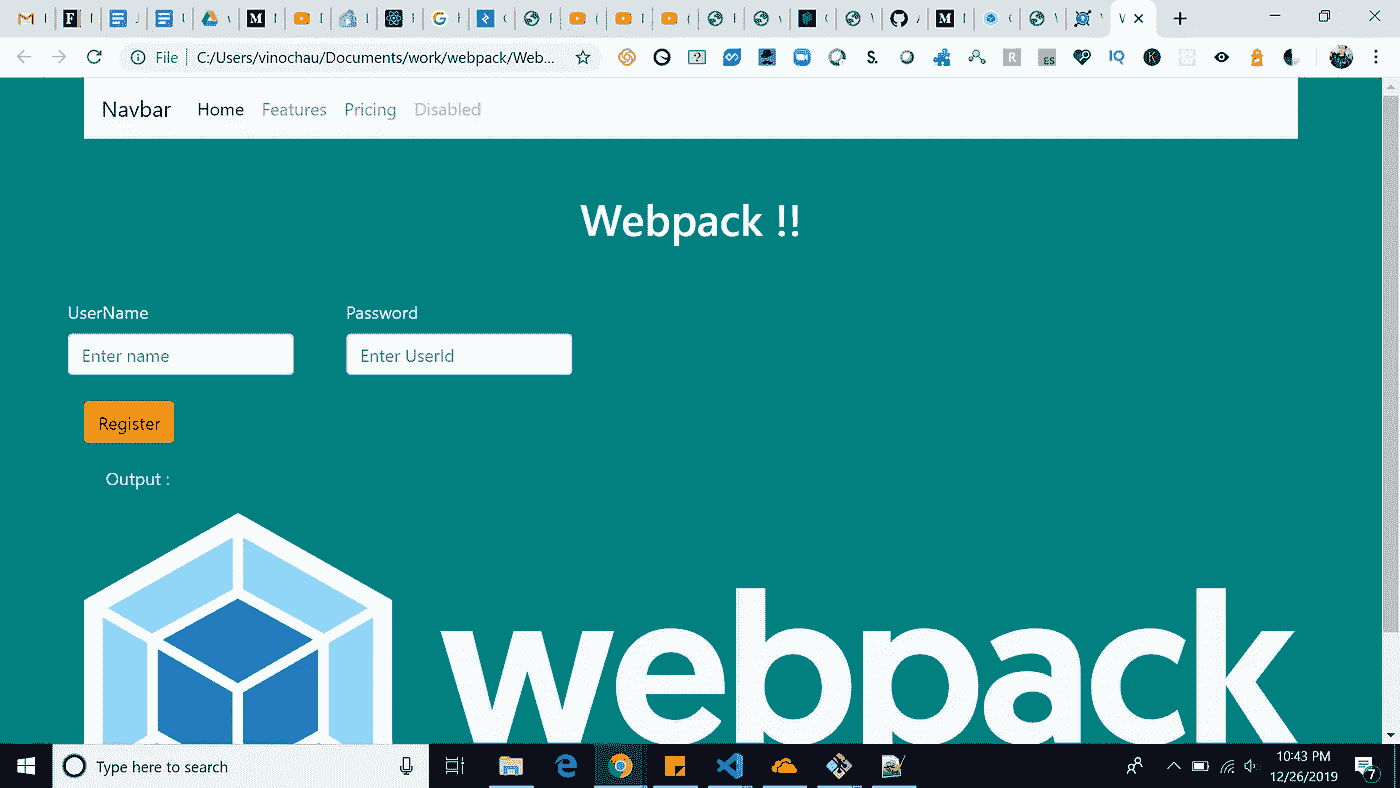 File C:/Users/vinochau/Documents/work/webpack/Web...
Navbar Home Features Pricing Disabled
Webpack !!
UserName Password
Enter name Enter UserId
Register
Output :
webpack
Type here to search
10:43 PM
12/26/2019
7